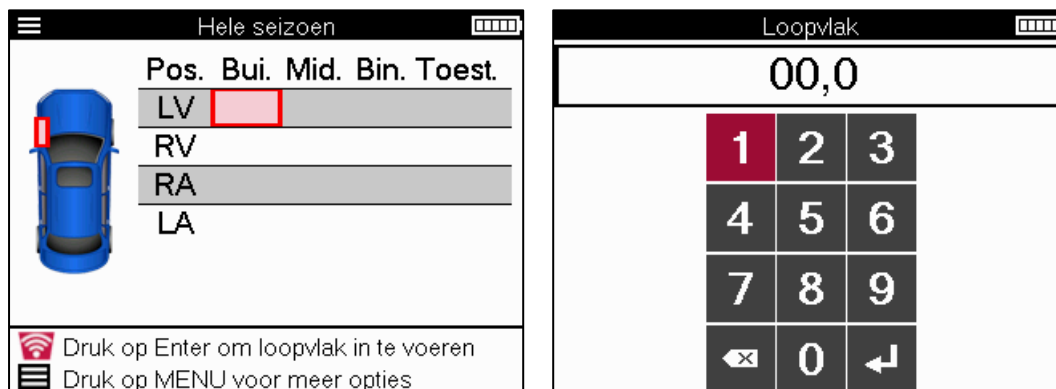 Hele seizoen
Pos. Bui. Mid. Bin. Toest.
LV
RV
RA
LA
Druk op Enter om loopvlak in te voeren
Druk op MENU voor meer opties
Loopvlak
00,0
1 2 3
4 5 6
7 8 9
0